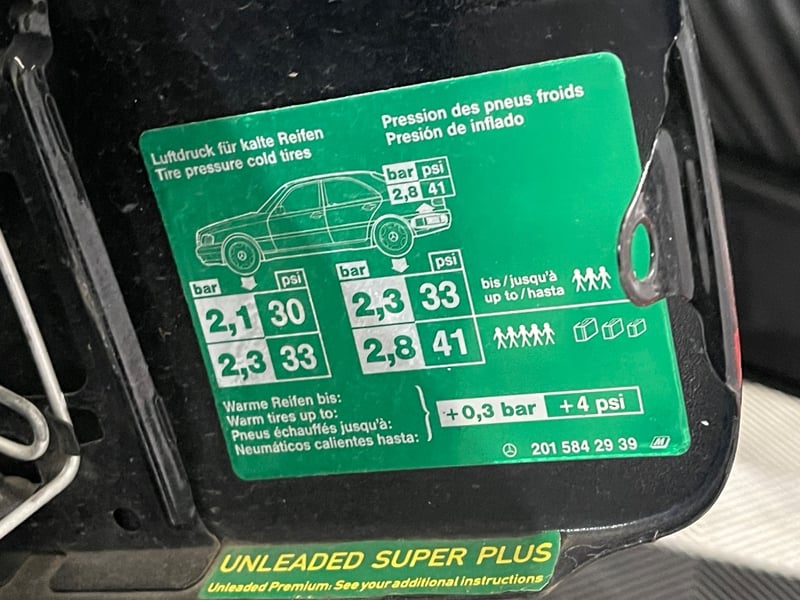 Luftdruck für kalte Reifen
Tire pressure cold tires
Pression des pneus froids
Presión de inflado
bar psi
2,8 41
bar psi
2,1 30
2,3 33
bar psi
2,3 33
2,8 41
bis/jusqu'à
up to/hasta
Warme Reifen bis:
Warm tires up to:
Pneus échauffés jusqu'à:
Neumáticos calientes hasta:
+0,3 bar +4 psi
201 584 29 39
UNLEADED SUPER PLUS
Unleaded Premium: See your additional instructions